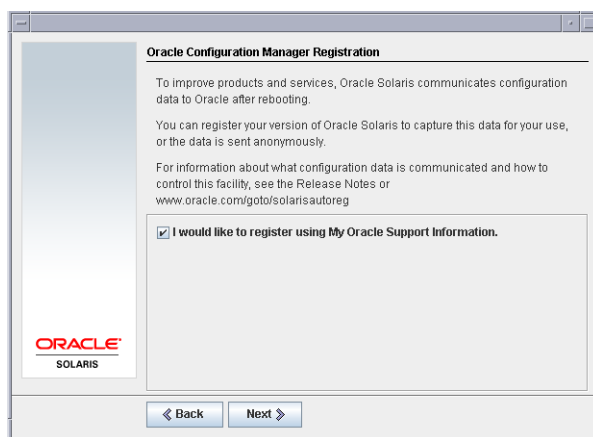 Oracle Configuration Manager Registration
To improve products and services, Oracle Solaris communicates configuration
data to Oracle after rebooting.
You can register your version of Oracle Solaris to capture this data for your use,
or the data is sent anonymously.
For information about what configuration data is communicated and how to
control this facility, see the Release Notes or
www.oracle.com/goto/solarisautoreg
I would like to register using My Oracle Support Information.
ORACLE
SOLARIS
Back Next